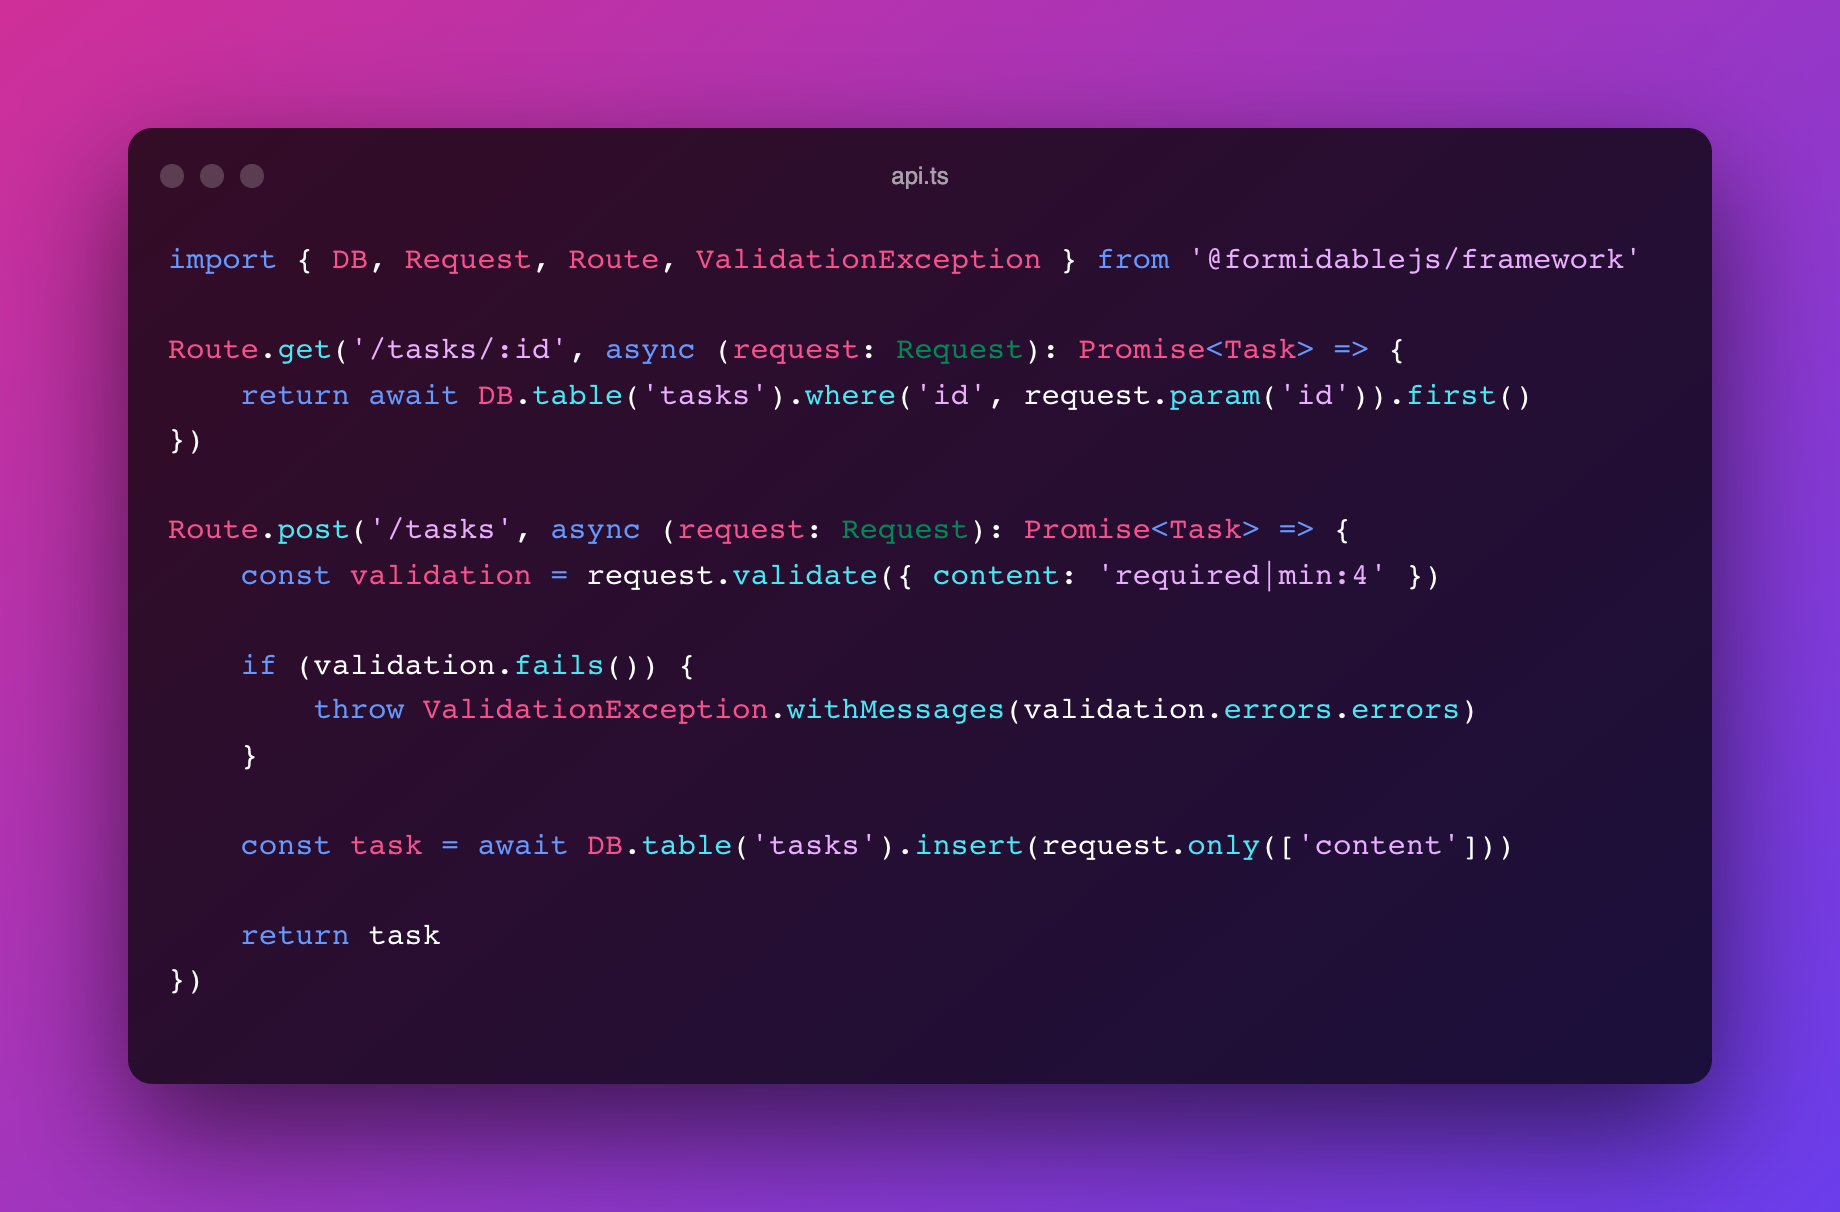 api.ts
import { DB, Request, Route, ValidationException } from '@formidablejs/framework'
Route.get('/tasks/:id', async (request: Request): Promise<Task> => {
    return await DB.table('tasks').where('id', request.param('id')).first()
})
Route.post('/tasks', async (request: Request): Promise<Task> => {
    const validation = request.validate({ content: 'required|min:4' })
    if (validation.fails()) {
        throw ValidationException.withMessages(validation.errors.errors)
    }
    const task = await DB.table('tasks').insert(request.only(['content']))
    return task
})